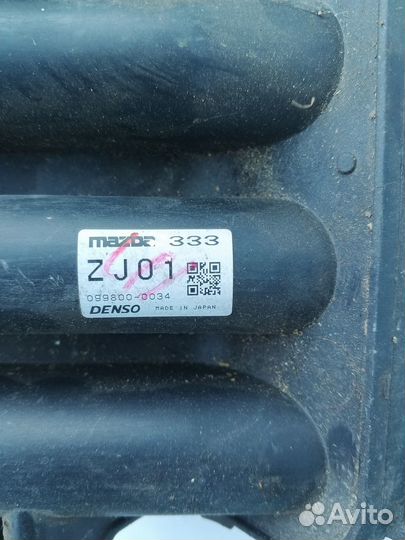 mazda 333
ZJ01
099800-0034
DENSO MADE IN JAPAN
Avito